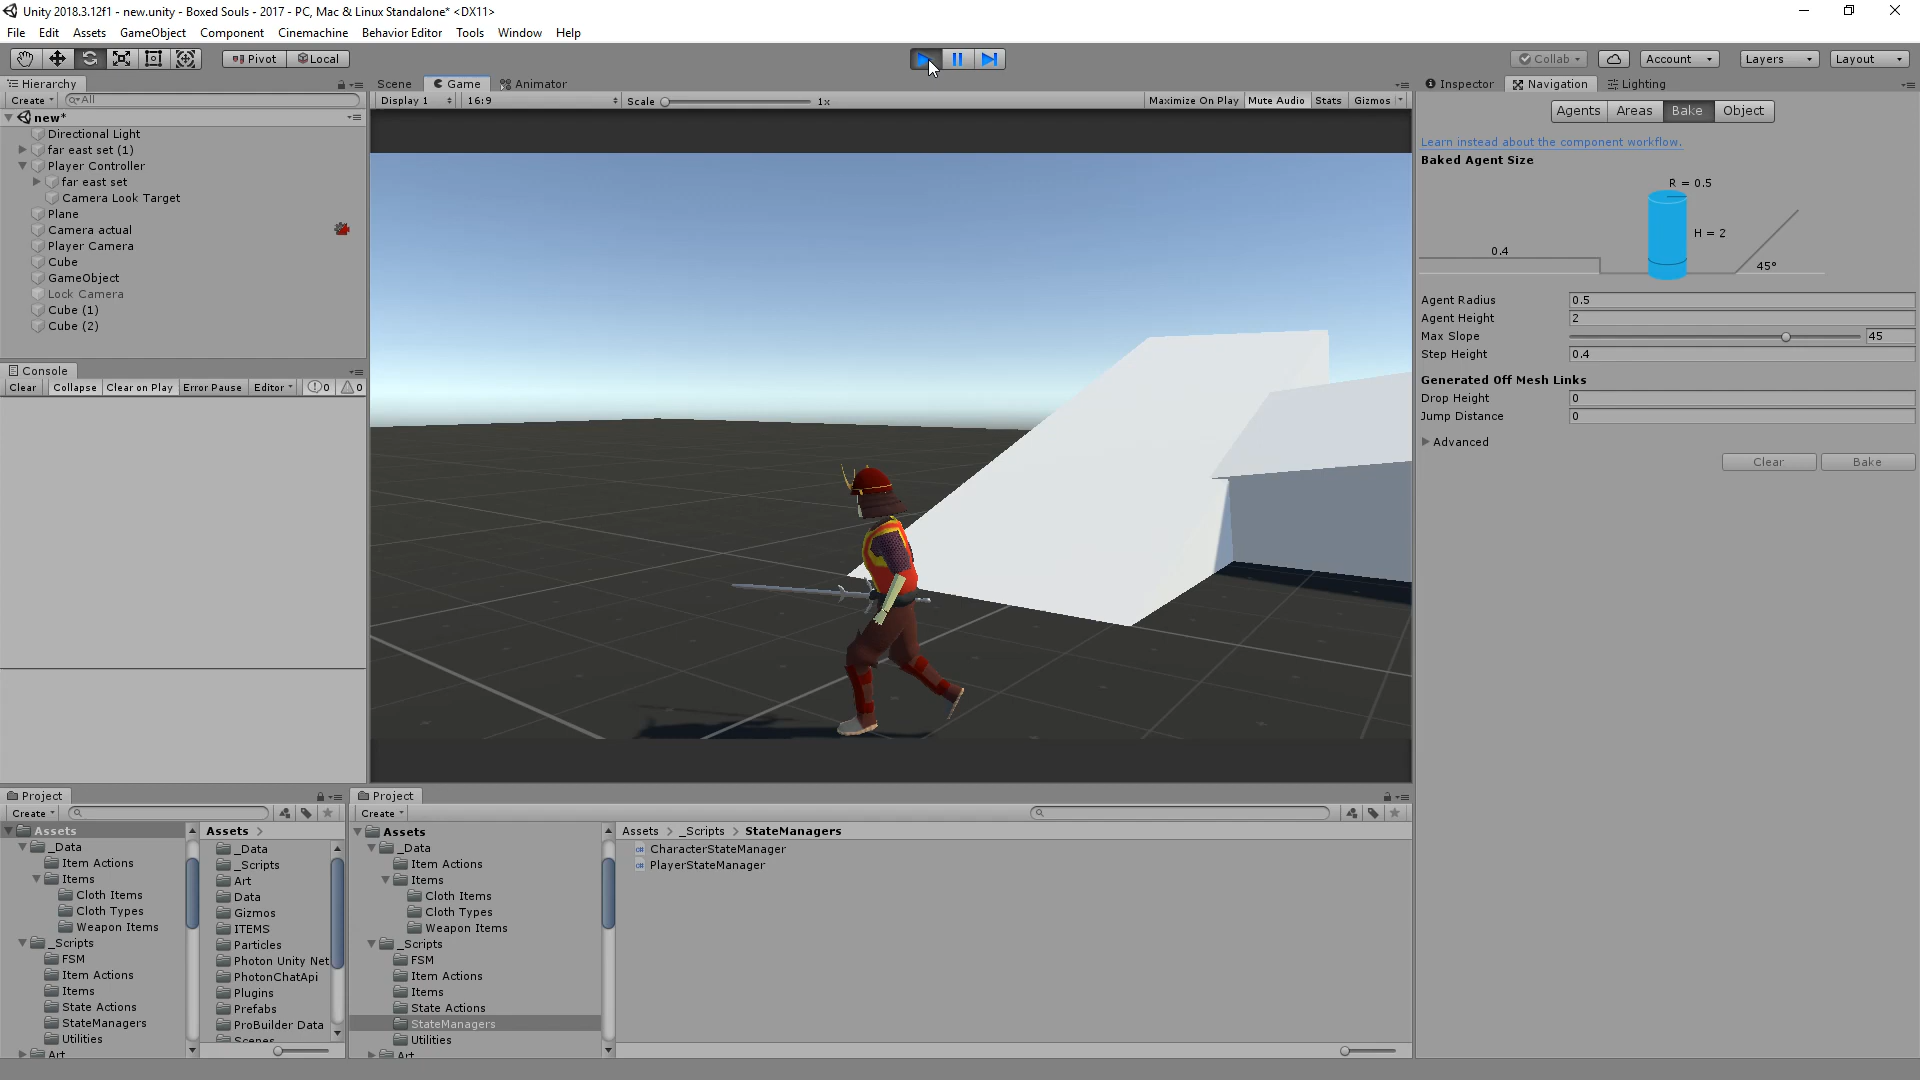 Unity 2018.3.12f1 - new.unity - Boxed Souls - 2017 - PC, Mac & Linux Standalone* <DX11>
File Edit Assets GameObject Component Cinemachine Behavior Editor Tools Window Help
Pivot Local Collab Account Layers Layout
Hierarchy
Create All
new*
Directional Light
far east set (1)
Player Controller
far east set
Camera Look Target
Plane
Camera actual
Player Camera
Cube
GameObject
Lock Camera
Cube (1)
Cube (2)
Console
Clear Collapse Clear on Play Error Pause Editor 0 0
Scene Game Animator
Display 1 16:9 Scale 1x Maximize On Play Mute Audio Stats Gizmos
Inspector Navigation Lighting
Agents Areas Bake Object
Learn instead about the component workflow.
Baked Agent Size
R = 0.5
H = 2
0.4
45°
Agent Radius 0.5
Agent Height 2
Max Slope 45
Step Height 0.4
Generated Off Mesh Links
Drop Height 0
Jump Distance 0
Advanced
Clear Bake
Project
Create
Assets
_Data
Item Actions
Items
Cloth Items
Cloth Types
Weapon Items
_Scripts
FSM
Item Actions
Items
State Actions
StateManagers
Utilities
Art
Assets
_Data
_Scripts
Art
Data
Gizmos
ITEMS
Particles
Photon Unity Net
PhotonChatApi
Plugins
Prefabs
ProBuilder Data
Scenes
Project
Create
Assets
_Data
Item Actions
Items
Cloth Items
Cloth Types
Weapon Items
_Scripts
FSM
Item Actions
Items
State Actions
StateManagers
Utilities
Art
Assets _Scripts StateManagers
CharacterStateManager
PlayerStateManager